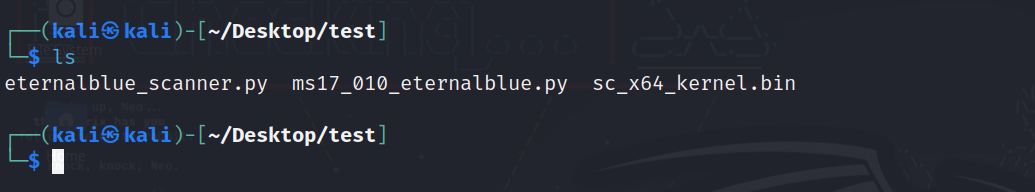 ┌──(kali㉿kali)-[~/Desktop/test]
└─$ ls
eternalblue_scanner.py  ms17_010_eternalblue.py  sc_x64_kernel.bin
┌──(kali㉿kali)-[~/Desktop/test]
└─$